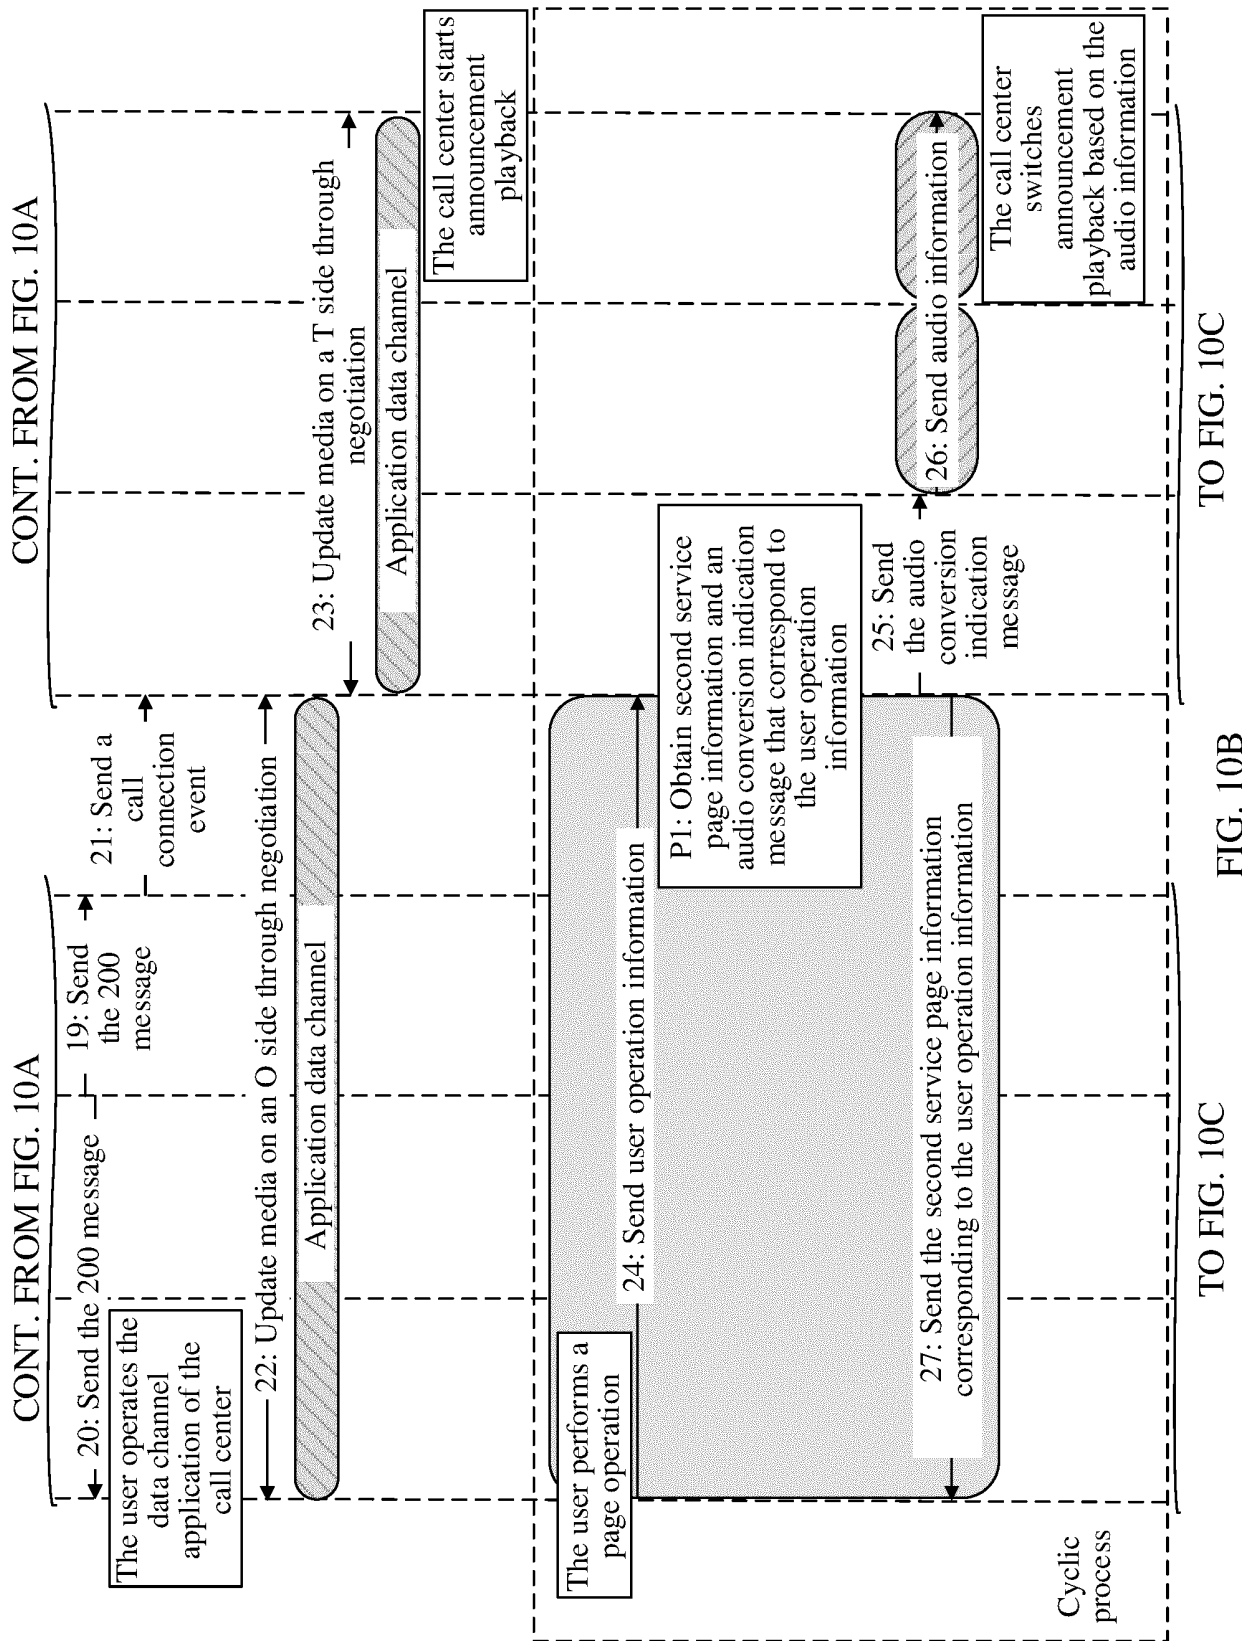 CONT. FROM FIG. 10A
CONT. FROM FIG. 10A
20: Send the 200 message
19: Send
the 200
message
The user operates the
data channel
application of the
call center
21: Send a
call
connection
event
22: Update media on an O side through negotiation
Application data channel
23: Update media on a T side through
negotiation
Application data channel
The call center starts
announcement
playback
The user performs a
page operation
24: Send user operation information
P1: Obtain second service
page information and an
audio conversion indication
message that correspond to
the user operation
information
25: Send
the audio
conversion
indication
message
26: Send audio information
The call center
switches
announcement
playback based on the
audio information
27: Send the second service page information
corresponding to the user operation information
Cyclic
process
TO FIG. 10C
TO FIG. 10C
FIG. 10B